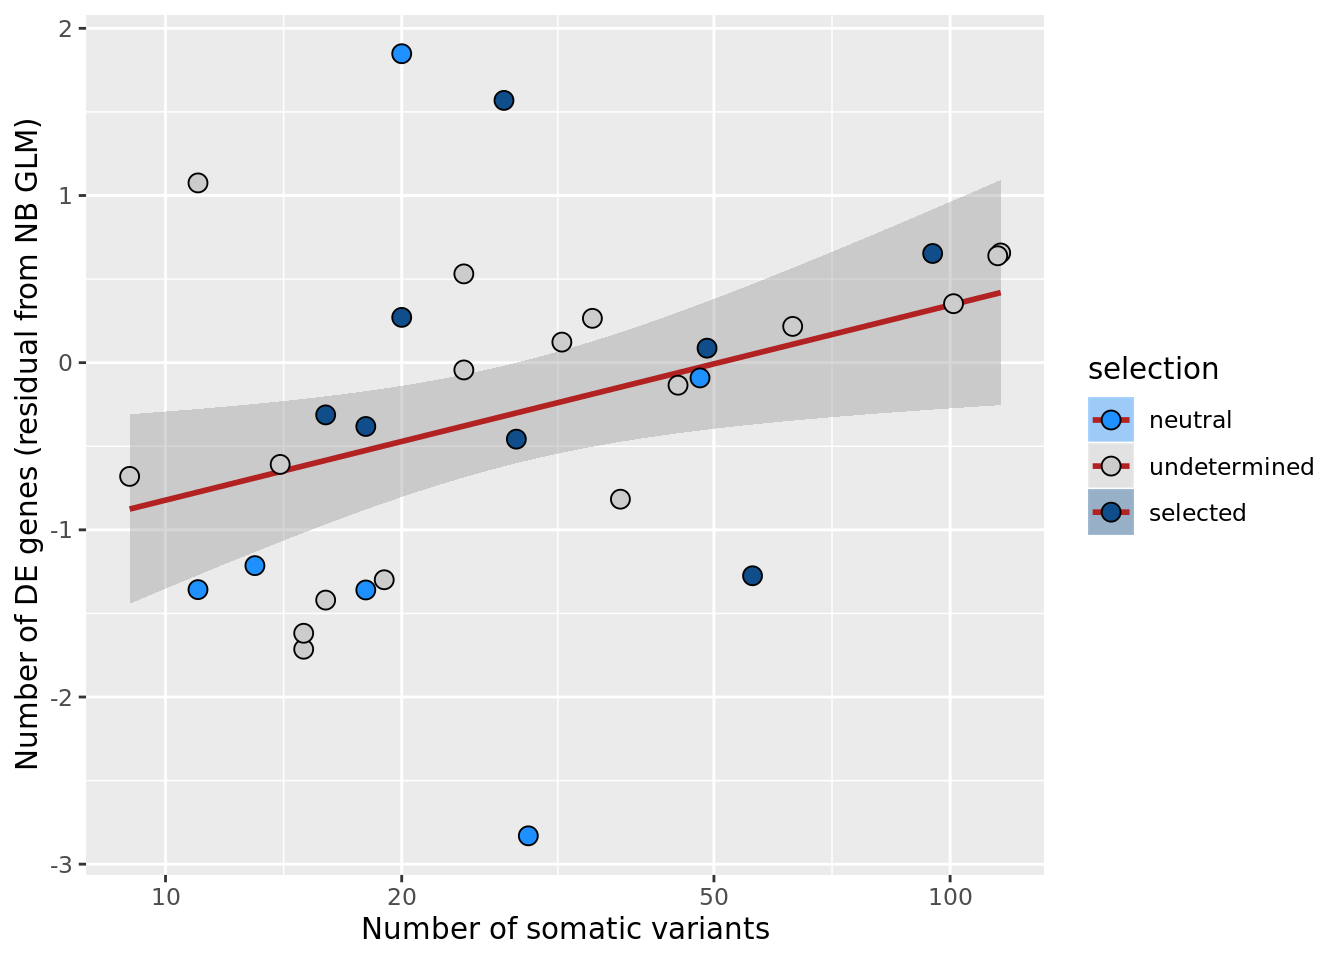 Number of DE genes (residual from NB GLM)
2
1
0
-1
-2
-3
10
20
50
100
Number of somatic variants
selection
neutral
undetermined
selected